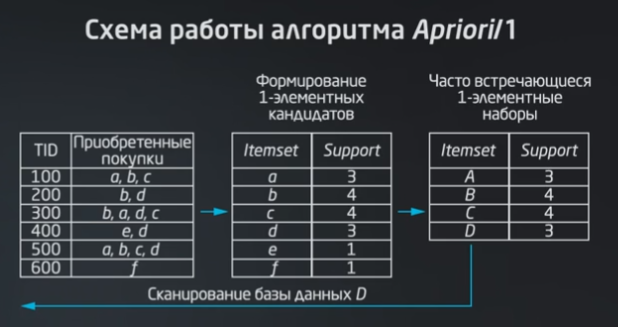 Схема работы алгоритма Apriori/1
Формирование
1-элементных
кандидатов
Часто встречающиеся
1-элементные
наборы
TID Приобретенные покупки
100 a, b, c
200 b, d
300 b, a, d, c
400 e, d
500 a, b, c, d
600 f
Itemset Support
a 3
b 4
c 4
d 3
e 1
f 1
Itemset Support
A 3
B 4
C 4
D 3
Сканирование базы данных D